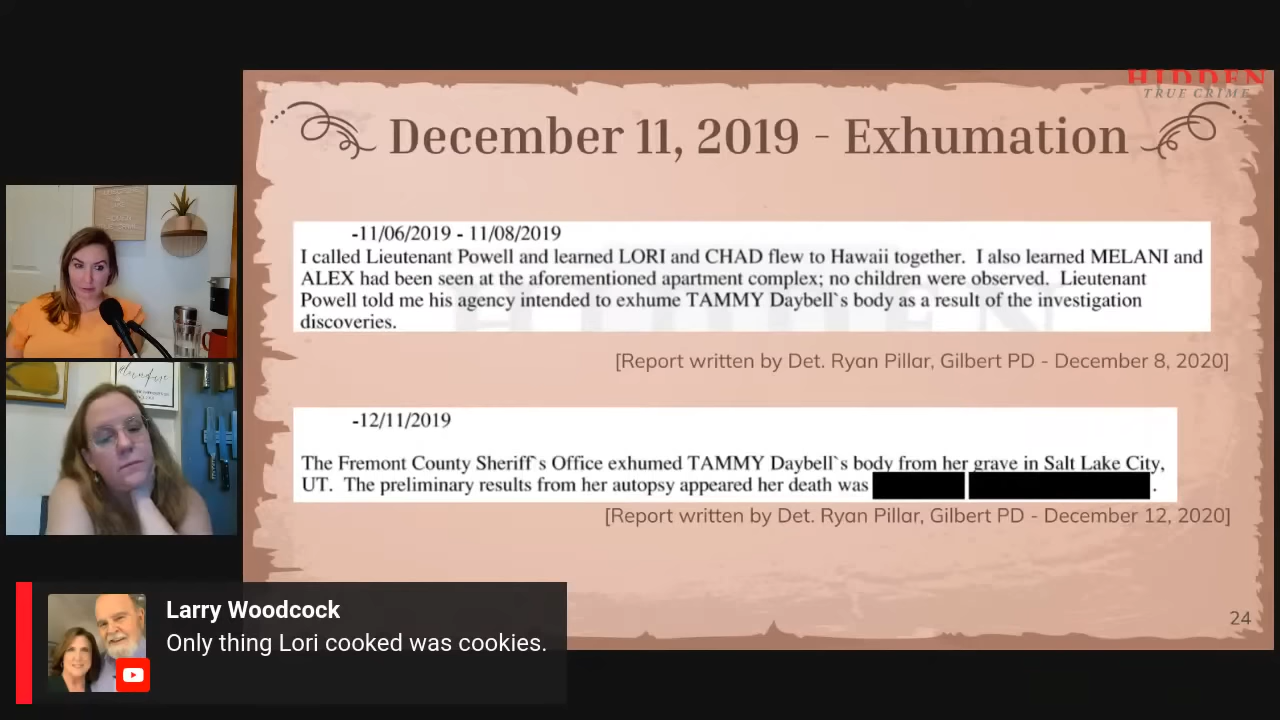 HIDDEN
TRUE CRIME
December 11, 2019 - Exhumation
-11/06/2019 - 11/08/2019
I called Lieutenant Powell and learned LORI and CHAD flew to Hawaii together. I also learned MELANI and
ALEX had been seen at the aforementioned apartment complex; no children were observed. Lieutenant
Powell told me his agency intended to exhume TAMMY Daybell`s body as a result of the investigation
discoveries.
[Report written by Det. Ryan Pillar, Gilbert PD - December 8, 2020]
-12/11/2019
The Fremont County Sheriff`s Office exhumed TAMMY Daybell`s body from her grave in Salt Lake City,
UT. The preliminary results from her autopsy appeared her death was .
[Report written by Det. Ryan Pillar, Gilbert PD - December 12, 2020]
24
Larry Woodcock
Only thing Lori cooked was cookies.